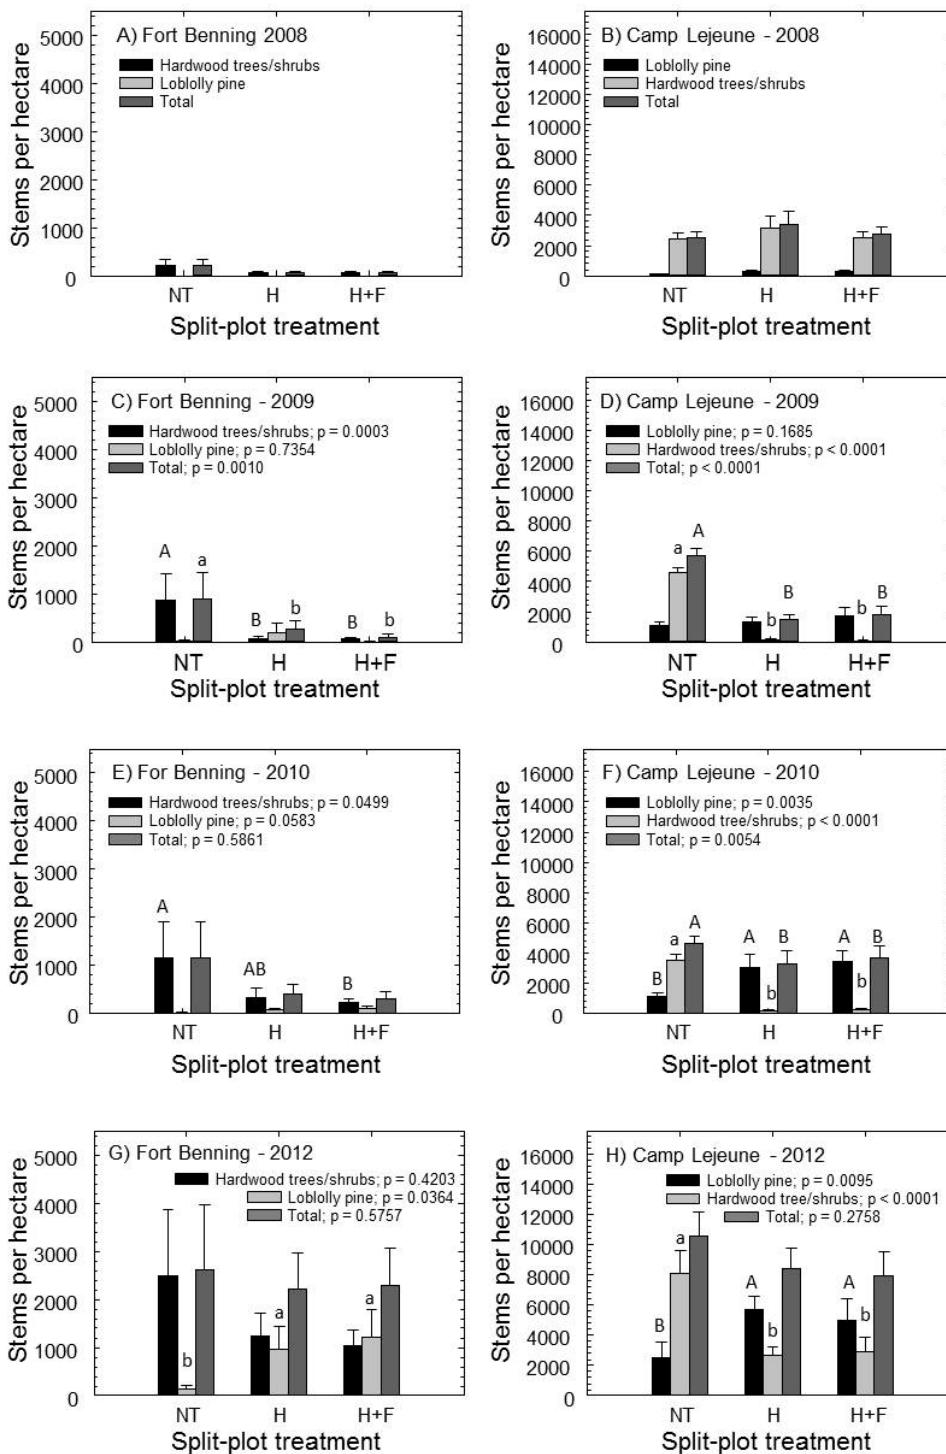 A) Fort Benning 2008
Hardwood trees/shrubs
Loblolly pine
Total
Stems per hectare
5000
4000
3000
2000
1000
0
NT H H+F
Split-plot treatment
B) Camp Lejeune - 2008
Loblolly pine
Hardwood trees/shrubs
Total
Stems per hectare
16000
14000
12000
10000
8000
6000
4000
2000
0
NT H H+F
Split-plot treatment
C) Fort Benning - 2009
Hardwood trees/shrubs; p = 0.0003
Loblolly pine; p = 0.7354
Total; p = 0.0010
Stems per hectare
5000
4000
3000
2000
1000
0
A a
B b
B b
NT H H+F
Split-plot treatment
D) Camp Lejeune - 2009
Loblolly pine; p = 0.1685
Hardwood trees/shrubs; p < 0.0001
Total; p < 0.0001
Stems per hectare
16000
14000
12000
10000
8000
6000
4000
2000
0
a A
b B
b B
NT H H+F
Split-plot treatment
E) For Benning - 2010
Hardwood trees/shrubs; p = 0.0499
Loblolly pine; p = 0.0583
Total; p = 0.5861
Stems per hectare
5000
4000
3000
2000
1000
0
A
AB
B
NT H H+F
Split-plot treatment
F) Camp Lejeune - 2010
Loblolly pine; p = 0.0035
Hardwood tree/shrubs; p < 0.0001
Total; p = 0.0054
Stems per hectare
16000
14000
12000
10000
8000
6000
4000
2000
0
B a A
A b B
A b B
NT H H+F
Split-plot treatment
G) Fort Benning - 2012
Hardwood trees/shrubs; p = 0.4203
Loblolly pine; p = 0.0364
Total; p = 0.5757
Stems per hectare
5000
4000
3000
2000
1000
0
b
a
a
NT H H+F
Split-plot treatment
H) Camp Lejeune - 2012
Loblolly pine; p = 0.0095
Hardwood tree/shrubs; p < 0.0001
Total; p = 0.2758
Stems per hectare
16000
14000
12000
10000
8000
6000
4000
2000
0
B a
A b
A b
NT H H+F
Split-plot treatment